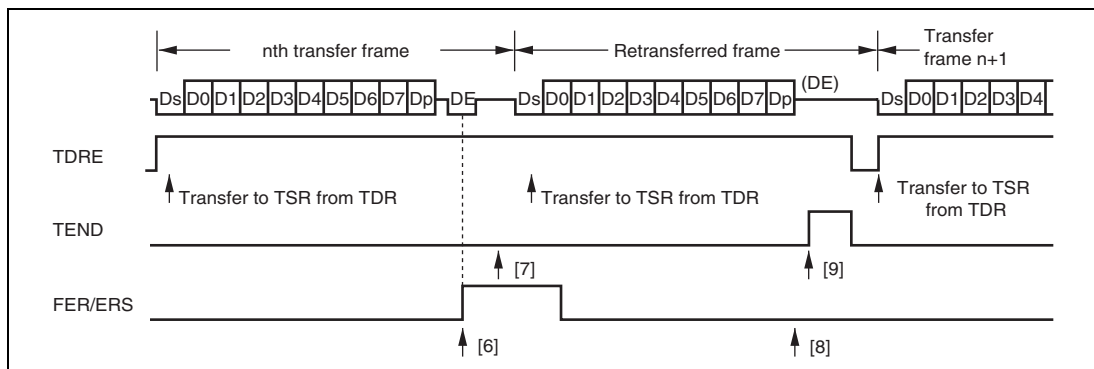 nth transfer frame
Retransferred frame
Transfer
frame n+1
Ds D0 D1 D2 D3 D4 D5 D6 D7 Dp DE
Ds D0 D1 D2 D3 D4 D5 D6 D7 Dp (DE)
Ds D0 D1 D2 D3 D4
TDRE
Transfer to TSR from TDR
Transfer to TSR from TDR
Transfer to TSR
from TDR
TEND
[7]
[9]
FER/ERS
[6]
[8]